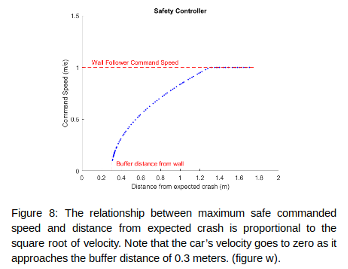 Safety Controller
1.5
Wall Follower Command Speed
1
Command Speed (m/s)
0.5
Buffer distance from wall
0
0 0.2 0.4 0.6 0.8 1 1.2 1.4 1.6 1.8 2
Distance from expected crash (m)
Figure 8: The relationship between maximum safe commanded
speed and distance from expected crash is proportional to the
square root of velocity. Note that the car's velocity goes to zero as it
approaches the buffer distance of 0.3 meters. (figure w).